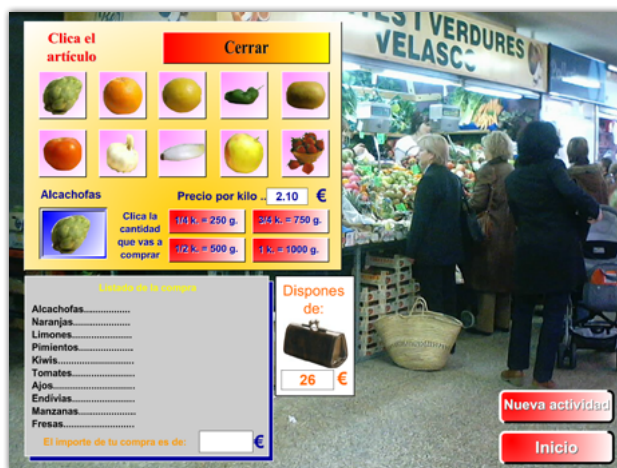 TES I VERDURES
VELASCO
Clica el
artículo
Cerrar
Alcachofas
Precio por kilo .. 2.10 €
Clica la
cantidad
que vas a
comprar
1/4 k. = 250 g.
3/4 k. = 750 g.
1/2 k. = 500 g.
1 k. = 1000 g.
Listado de la compra
Alcachofas..................
Naranjas....................
Limones.....................
Pimientos...................
Kiwis..........................
Tomates.....................
Ajos............................
Endívias.....................
Manzanas...................
Fresas........................
El importe de tu compra es de: €
Dispones
de:
26 €
Nueva actividad
Inicio